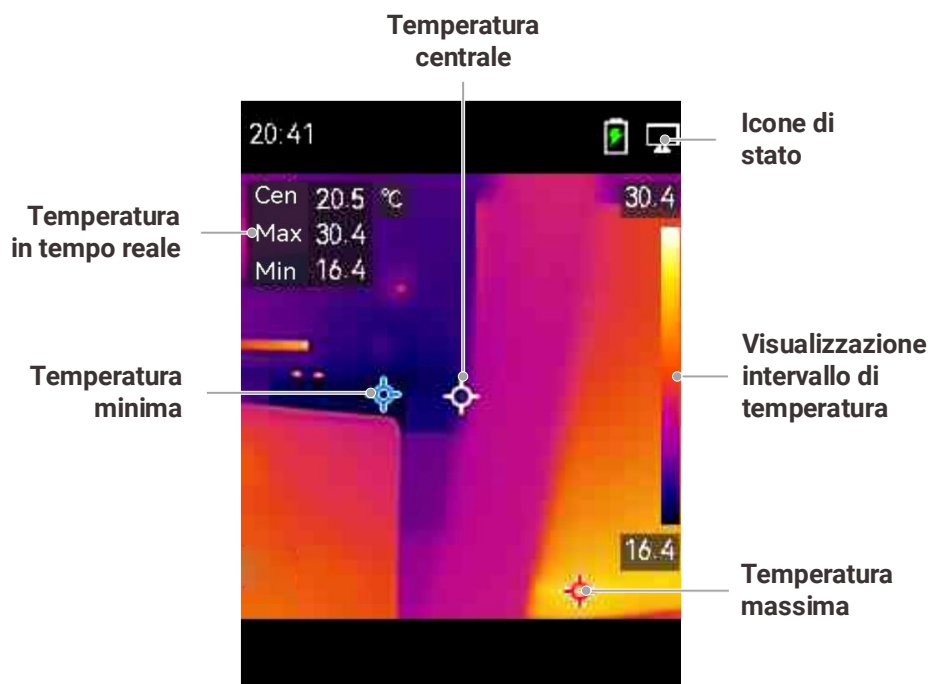 Temperatura
centrale
20:41
Icone di
stato
Cen 20.5 °C
Max 30.4
Min 16.4
30.4
Temperatura
in tempo reale
Visualizzazione
intervallo di
temperatura
Temperatura
minima
16.4
Temperatura
massima